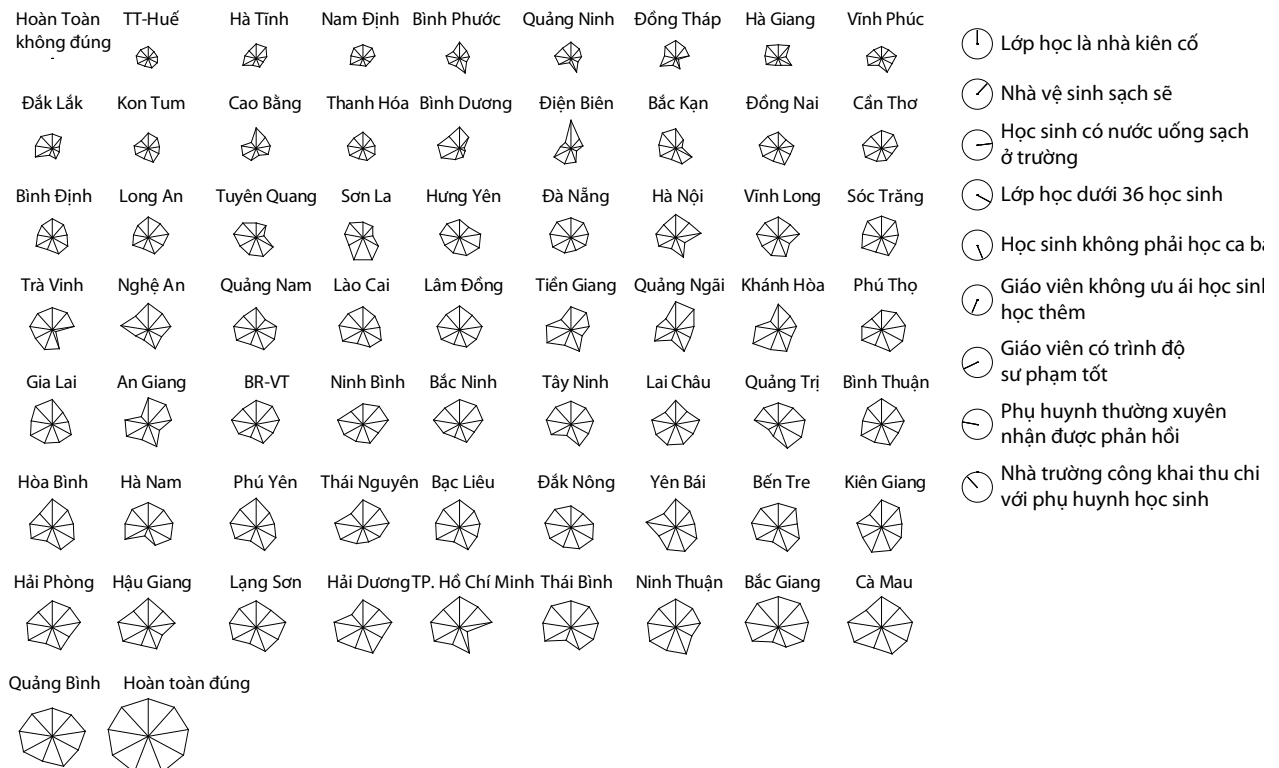 Hoàn Toàn
không đúng
TT-Huế
Hà Tĩnh
Nam Định
Bình Phước
Quảng Ninh
Đồng Tháp
Hà Giang
Vĩnh Phúc
Đắk Lắk
Kon Tum
Cao Bằng
Thanh Hóa
Bình Dương
Điện Biên
Bắc Kạn
Đồng Nai
Cần Thơ
Bình Định
Long An
Tuyên Quang
Sơn La
Hưng Yên
Đà Nẵng
Hà Nội
Vĩnh Long
Sóc Trăng
Trà Vinh
Nghệ An
Quảng Nam
Lào Cai
Lâm Đồng
Tiền Giang
Quảng Ngãi
Khánh Hòa
Phú Thọ
Gia Lai
An Giang
BR-VT
Ninh Bình
Bắc Ninh
Tây Ninh
Lai Châu
Quảng Trị
Bình Thuận
Hòa Bình
Hà Nam
Phú Yên
Thái Nguyên
Bạc Liêu
Đắk Nông
Yên Bái
Bến Tre
Kiên Giang
Hải Phòng
Hậu Giang
Lạng Sơn
Hải Dương
TP. Hồ Chí Minh
Thái Bình
Ninh Thuận
Bắc Giang
Cà Mau
Quảng Bình
Hoàn toàn đúng
Lớp học là nhà kiên cố
Nhà vệ sinh sạch sẽ
Học sinh có nước uống sạch
ở trường
Lớp học dưới 36 học sinh
Học sinh không phải học ca ba
Giáo viên không ưu ái học sinh
học thêm
Giáo viên có trình độ
sư phạm tốt
Phụ huynh thường xuyên
nhận được phản hồi
Nhà trường công khai thu chi
với phụ huynh học sinh